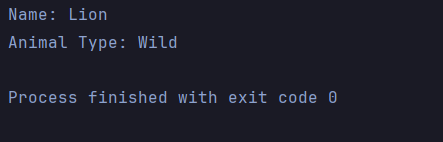 Name: Lion
Animal Type: Wild
Process finished with exit code 0